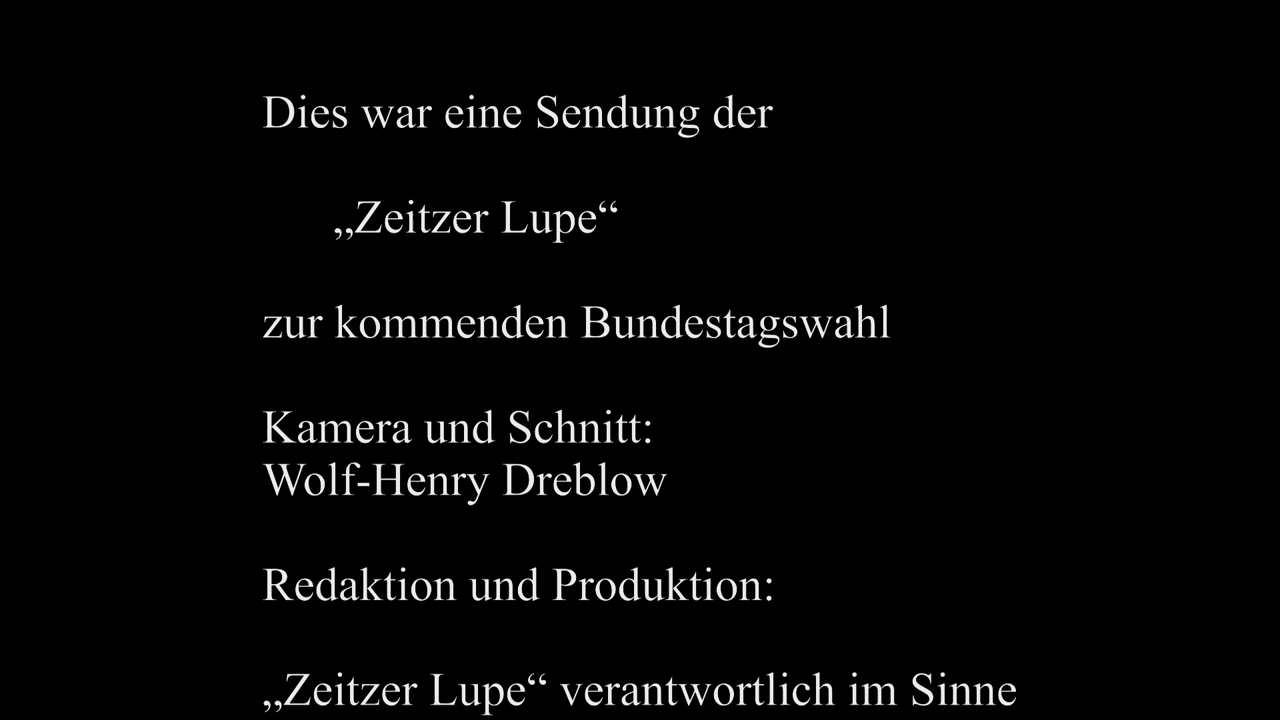 Dies war eine Sendung der
„Zeitzer Lupe“
zur kommenden Bundestagswahl
Kamera und Schnitt:
Wolf-Henry Dreblow
Redaktion und Produktion:
„Zeitzer Lupe“ verantwortlich im Sinne